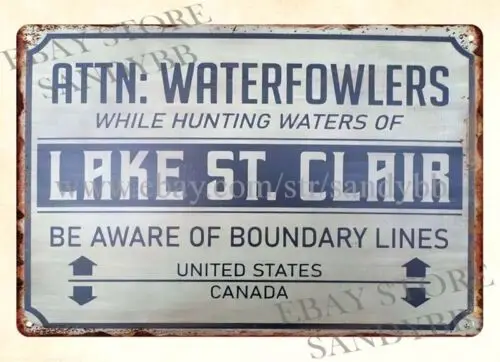 EBAY STORE
SANDYBB
ATTN: WATERFOWLERS
WHILE HUNTING WATERS OF
LAKE ST. CLAIR
www.ebay.com/str/sandybb
BE AWARE OF BOUNDARY LINES
UNITED STATES
CANADA
EBAY STORE
SANDYBB